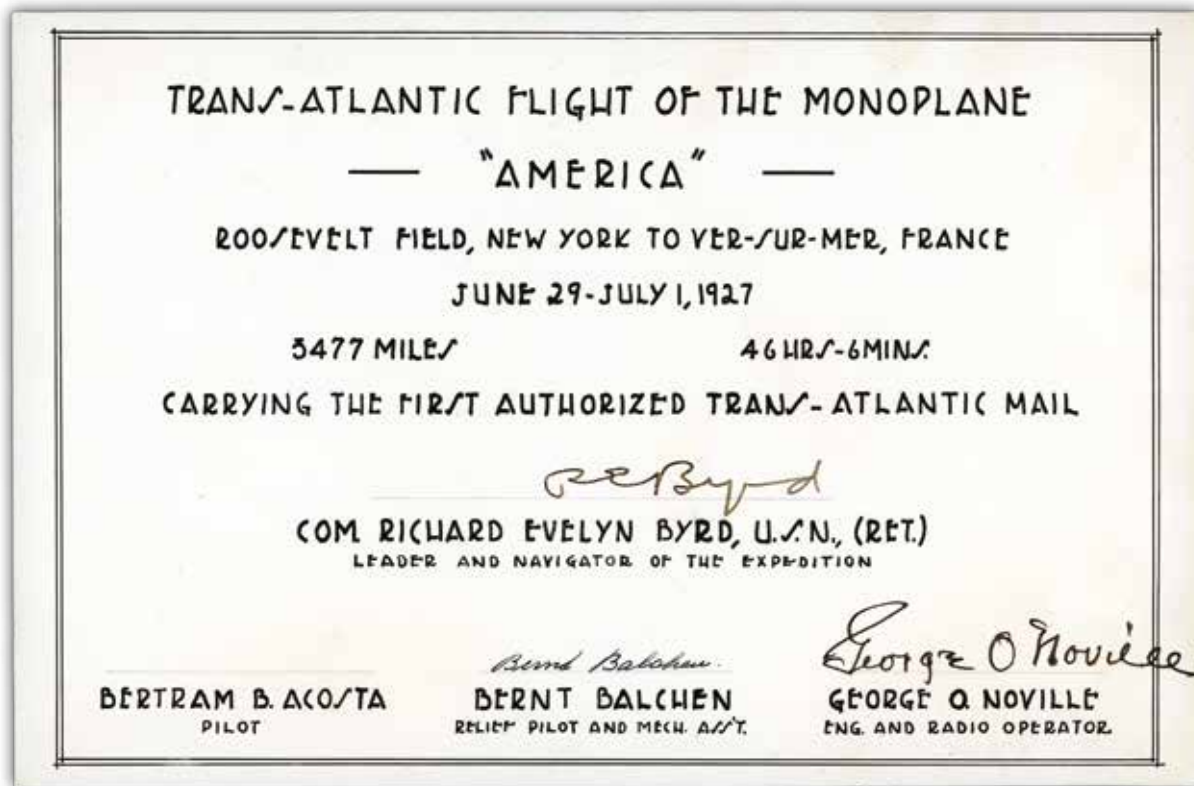 TRANS-ATLANTIC FLIGHT OF THE MONOPLANE
— "AMERICA" —
ROOSEVELT FIELD, NEW YORK TO VER-SUR-MER, FRANCE
JUNE 29-JULY 1, 1927
3477 MILES 46 HRS-6 MINS.
CARRYING THE FIRST AUTHORIZED TRANS-ATLANTIC MAIL
R E Byrd
COM. RICHARD EVELYN BYRD, U.S.N., (RET.)
LEADER AND NAVIGATOR OF THE EXPEDITION
Bernt Balchen. George O Noville
BERTRAM B. ACOSTA BERNT BALCHEN GEORGE O. NOVILLE
PILOT RELIEF PILOT AND MECH. ASS'T. ENG. AND RADIO OPERATOR